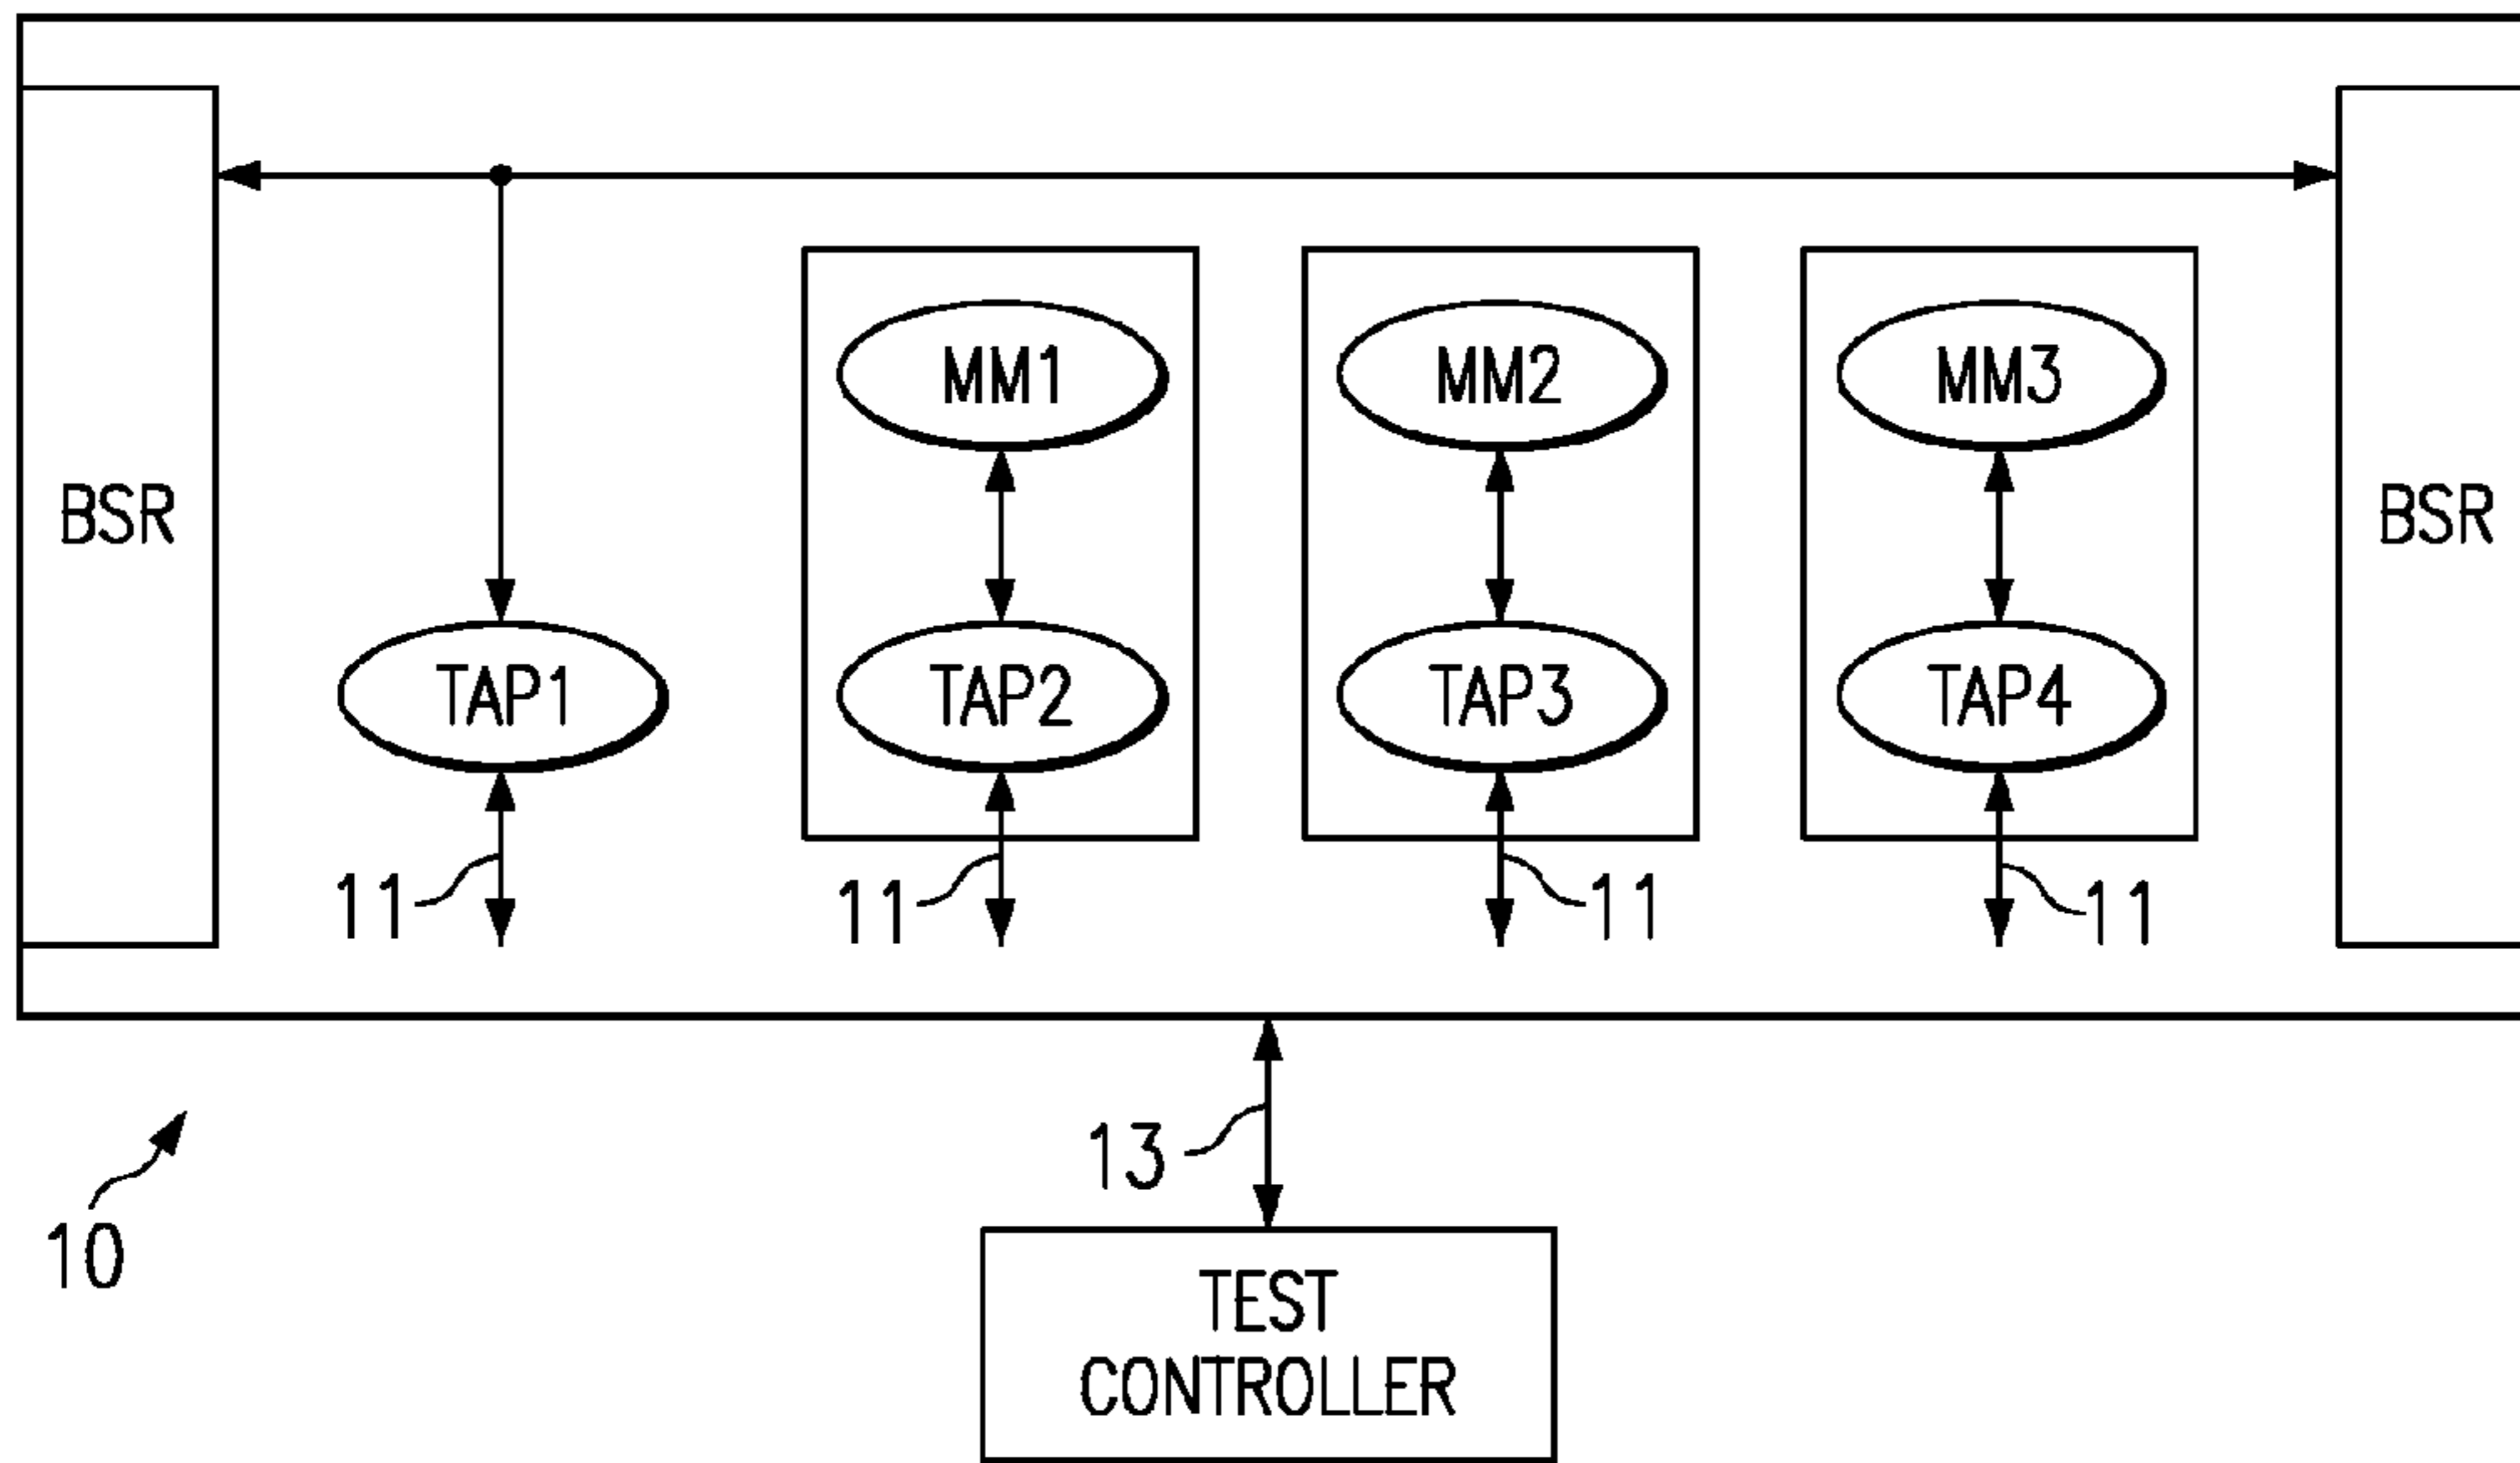 MM1
MM2
MM3
BSR
BSR
TAP1
TAP2
TAP3
TAP4
11
11
11
11
13
10
TEST
CONTROLLER